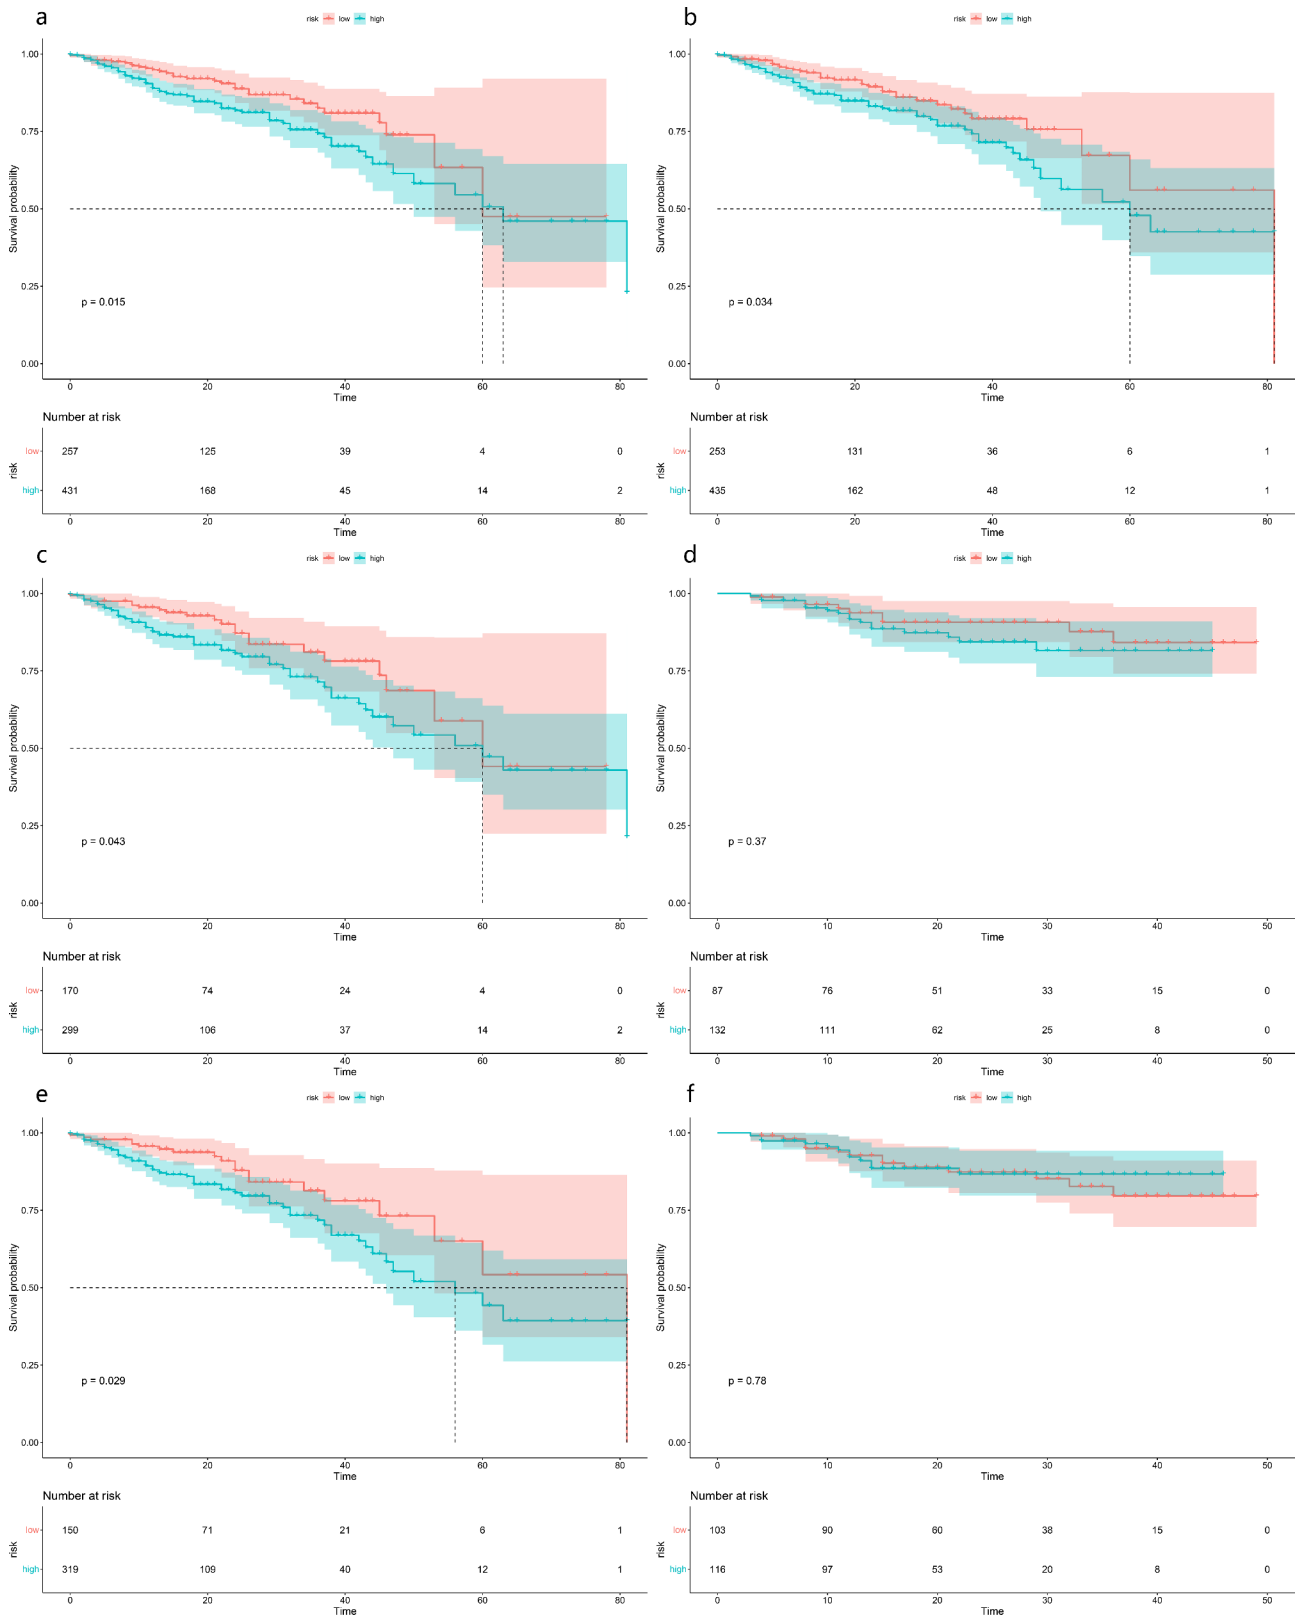 a
risk low high
1.00
0.75
0.50
0.25
0.00
Survival probability
p = 0.015
0 20 40 60 80
Time
Number at risk
risk
low 257 125 39 4 0
high 431 168 45 14 2
0 20 40 60 80
Time
b
risk low high
1.00
0.75
0.50
0.25
0.00
Survival probability
p = 0.034
0 20 40 60 80
Time
Number at risk
risk
low 253 131 36 6 1
high 435 162 48 12 1
0 20 40 60 80
Time
c
risk low high
1.00
0.75
0.50
0.25
0.00
Survival probability
p = 0.043
0 20 40 60 80
Time
Number at risk
risk
low 170 74 24 4 0
high 299 106 37 14 2
0 20 40 60 80
Time
d
risk low high
1.00
0.75
0.50
0.25
0.00
Survival probability
p = 0.37
0 10 20 30 40 50
Time
Number at risk
risk
low 87 76 51 33 15 0
high 132 111 62 25 8 0
0 10 20 30 40 50
Time
e
risk low high
1.00
0.75
0.50
0.25
0.00
Survival probability
p = 0.029
0 20 40 60 80
Time
Number at risk
risk
low 150 71 21 6 1
high 319 109 40 12 1
0 20 40 60 80
Time
f
risk low high
1.00
0.75
0.50
0.25
0.00
Survival probability
p = 0.78
0 10 20 30 40 50
Time
Number at risk
risk
low 103 90 60 38 15 0
high 116 97 53 20 8 0
0 10 20 30 40 50
Time